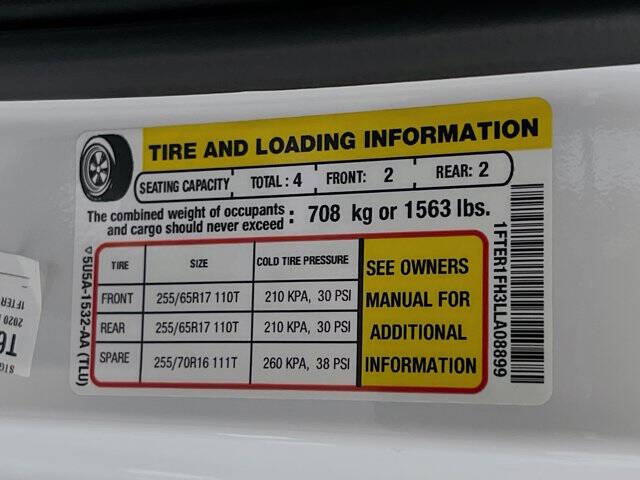 TIRE AND LOADING INFORMATION
SEATING CAPACITY TOTAL : 4 FRONT: 2 REAR: 2
The combined weight of occupants
and cargo should never exceed : 708 kg or 1563 lbs.
TIRE SIZE COLD TIRE PRESSURE
FRONT 255/65R17 110T 210 KPA, 30 PSI
REAR 255/65R17 110T 210 KPA, 30 PSI
SPARE 255/70R16 111T 260 KPA, 38 PSI
SEE OWNERS
MANUAL FOR
ADDITIONAL
INFORMATION
5U5A-1532-AA (TLU)
1FTER1FH3LLA08899
1FTER
2020